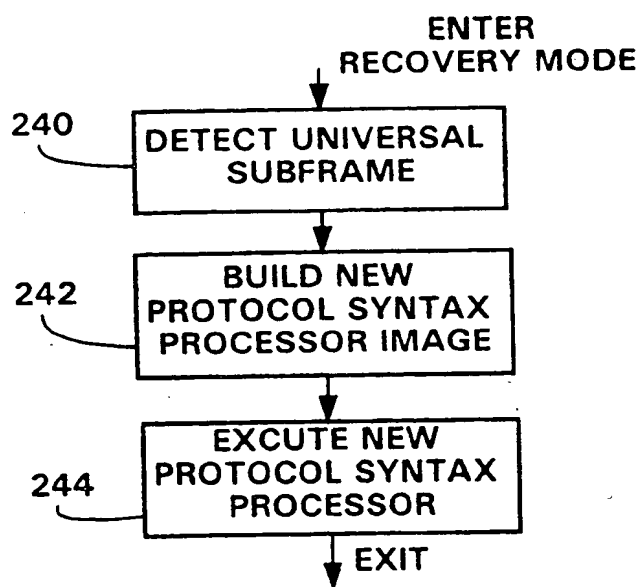 ENTER
RECOVERY MODE
240
DETECT UNIVERSAL
SUBFRAME
242
BUILD NEW
PROTOCOL SYNTAX
PROCESSOR IMAGE
244
EXCUTE NEW
PROTOCOL SYNTAX
PROCESSOR
EXIT